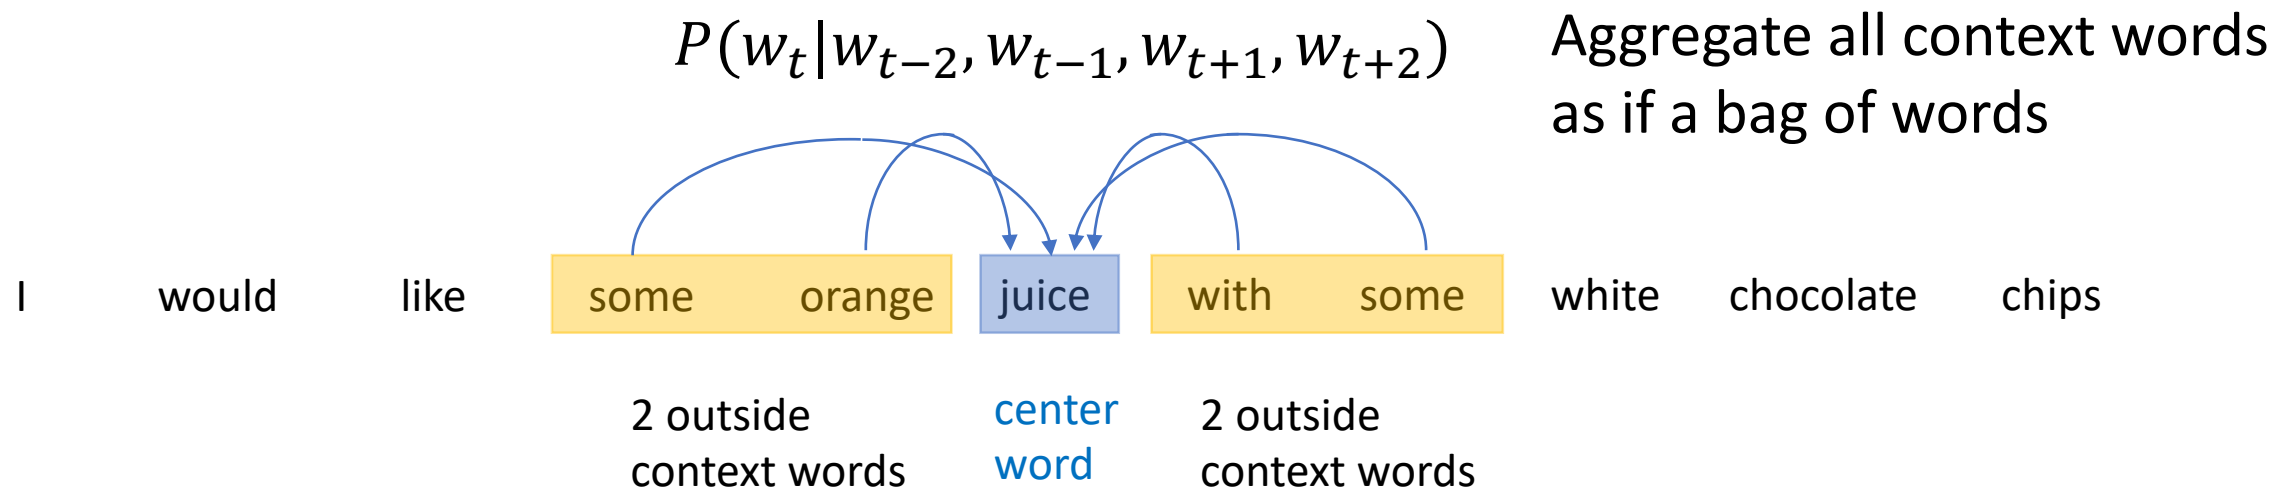 P(w_t|w_{t−2}, w_{t−1}, w_{t+1}, w_{t+2})
Aggregate all context words
as if a bag of words
I would like some orange juice with some white chocolate chips
2 outside
context words
center
word
2 outside
context words